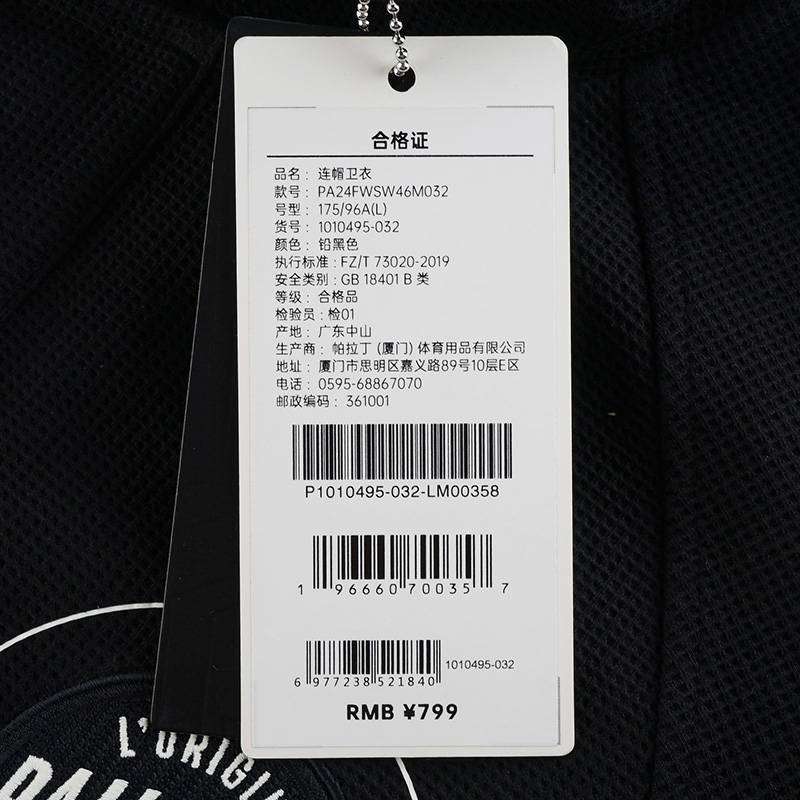 合格证
品名：连帽卫衣
款号：PA24FWSW46M032
号型：175/96A(L)
货号：1010495-032
颜色：铅黑色
执行标准：FZ/T 73020-2019
安全类别：GB 18401 B 类
等级：合格品
检验员：检01
产地：广东中山
生产商：帕拉丁（厦门）体育用品有限公司
地址：厦门市思明区嘉义路89号10层E区
电话：0595-68867070
邮政编码：361001
P1010495-032-LM00358
1 96660 70035 7
1010495-032
6 977238 521840
RMB ¥799
L'ORIGI